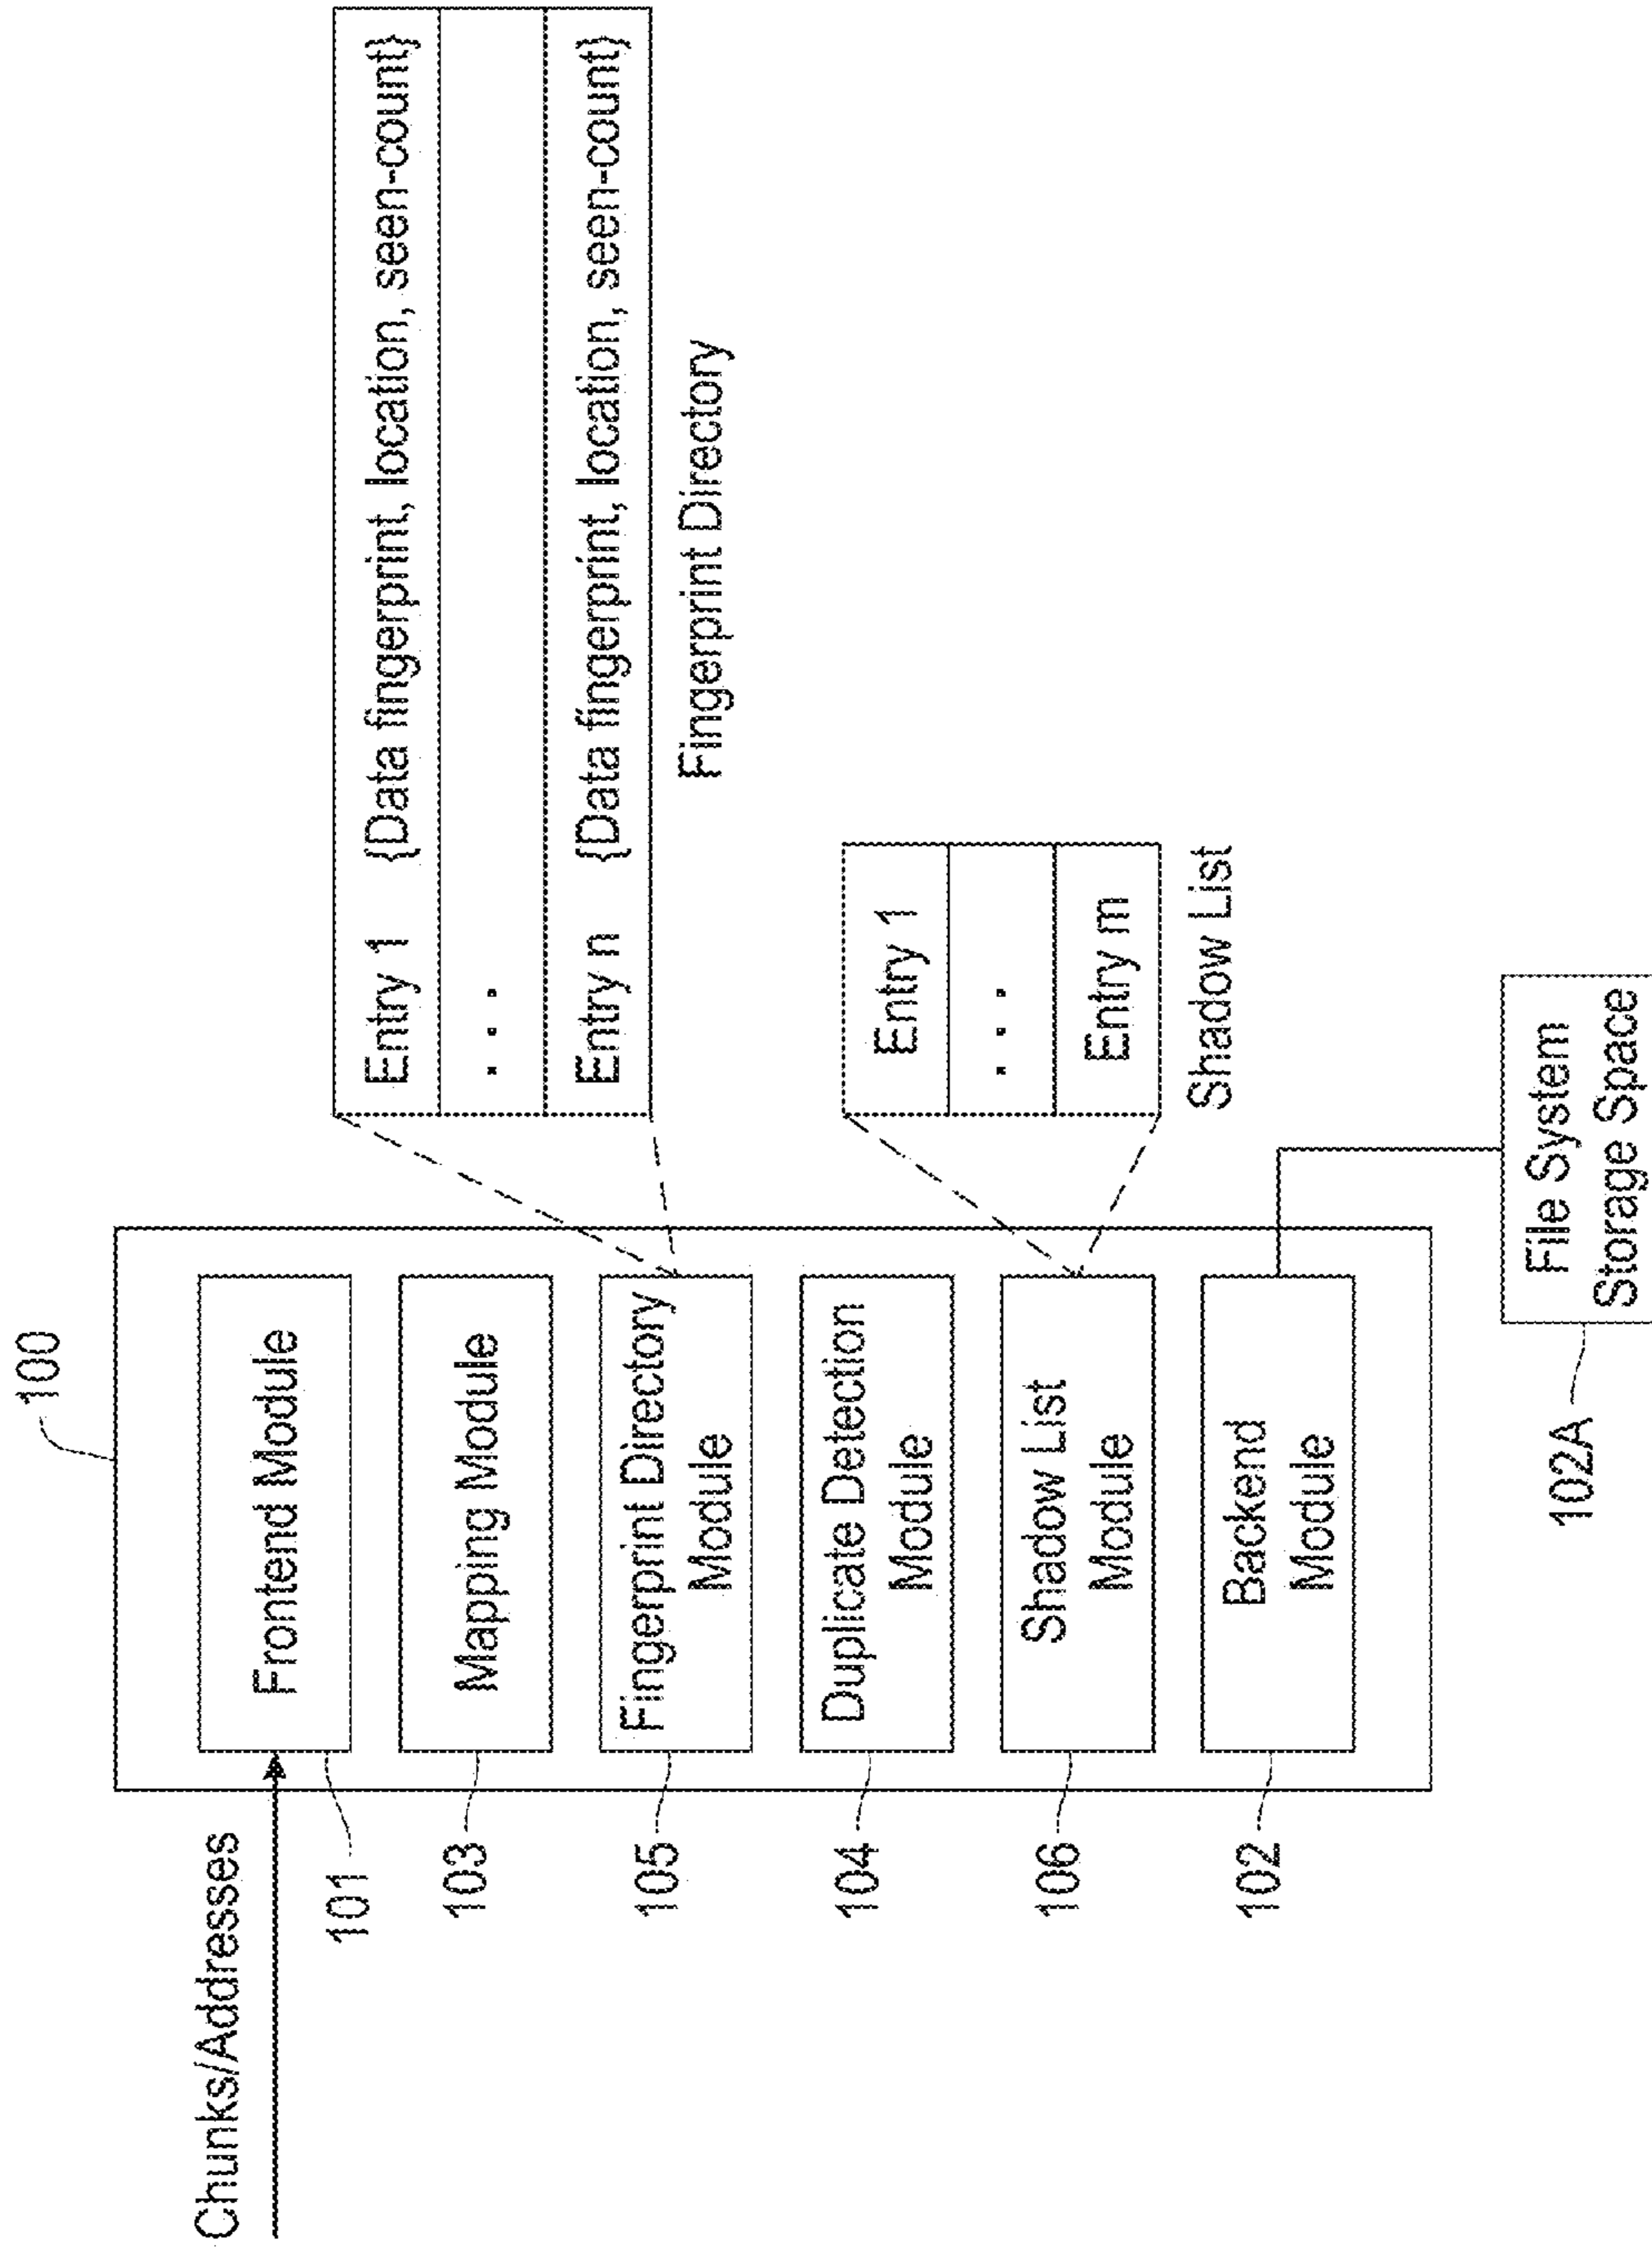 100
Chunks/Addresses
101
Frontend Module
103
Mapping Module
105
Fingerprint Directory
Module
104
Duplicate Detection
Module
106
Shadow List
Module
102
Backend
Module
Entry 1 {Data fingerprint, location, seen-count}
. . .
Entry n {Data fingerprint, location, seen-count}
Fingerprint Directory
Entry 1
. . .
Entry m
Shadow List
102A
File System
Storage Space